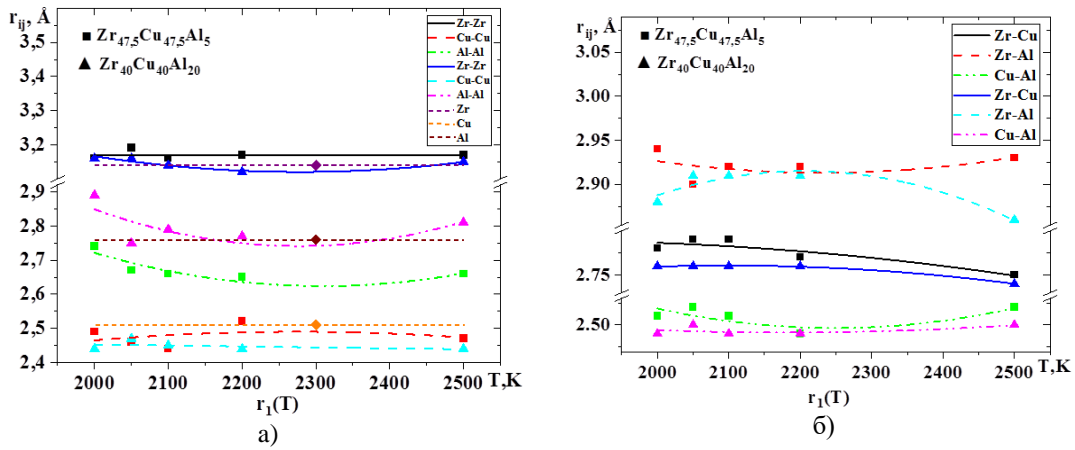 r_ij, Å
3,5
3,4
3,3
3,2
2,9
2,8
2,7
2,6
2,5
2,4
Zr47,5Cu47,5Al5
Zr40Cu40Al20
Zr-Zr
Cu-Cu
Al-Al
Zr-Zr
Cu-Cu
Al-Al
Zr
Cu
Al
2000 2100 2200 2300 2400 2500 T,K
r1(T)
а)
r_ij, Å
3.05
3.00
2.95
2.90
2.75
2.50
Zr47,5Cu47,5Al5
Zr40Cu40Al20
Zr-Cu
Zr-Al
Cu-Al
Zr-Cu
Zr-Al
Cu-Al
2000 2100 2200 2300 2400 2500 T,K
r1(T)
б)